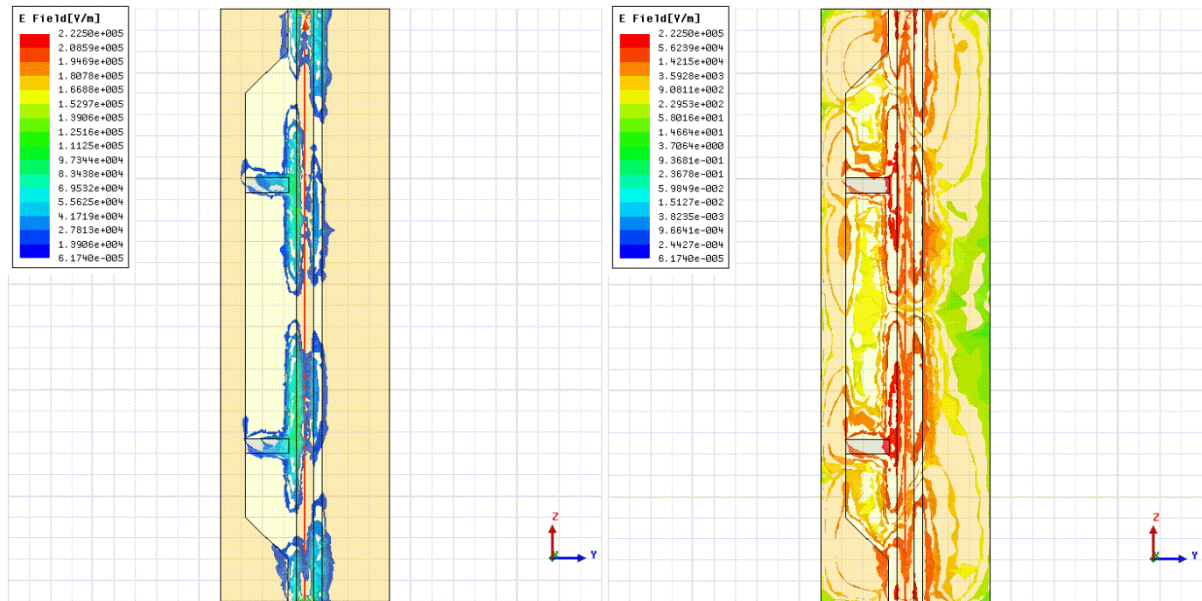 E Field[V/m]
2.2250e+005
2.0859e+005
1.9469e+005
1.8078e+005
1.6688e+005
1.5297e+005
1.3906e+005
1.2516e+005
1.1125e+005
9.7344e+004
8.3438e+004
6.9532e+004
5.5625e+004
4.1719e+004
2.7813e+004
1.3906e+004
6.1740e-005
Z
X
Y
E Field[V/m]
2.2250e+005
5.6239e+004
1.4215e+004
3.5928e+003
9.0811e+002
2.2953e+002
5.8016e+001
1.4664e+001
3.7064e+000
9.3681e-001
2.3678e-001
5.9849e-002
1.5127e-002
3.8235e-003
9.6641e-004
2.4427e-004
6.1740e-005
Z
X
Y